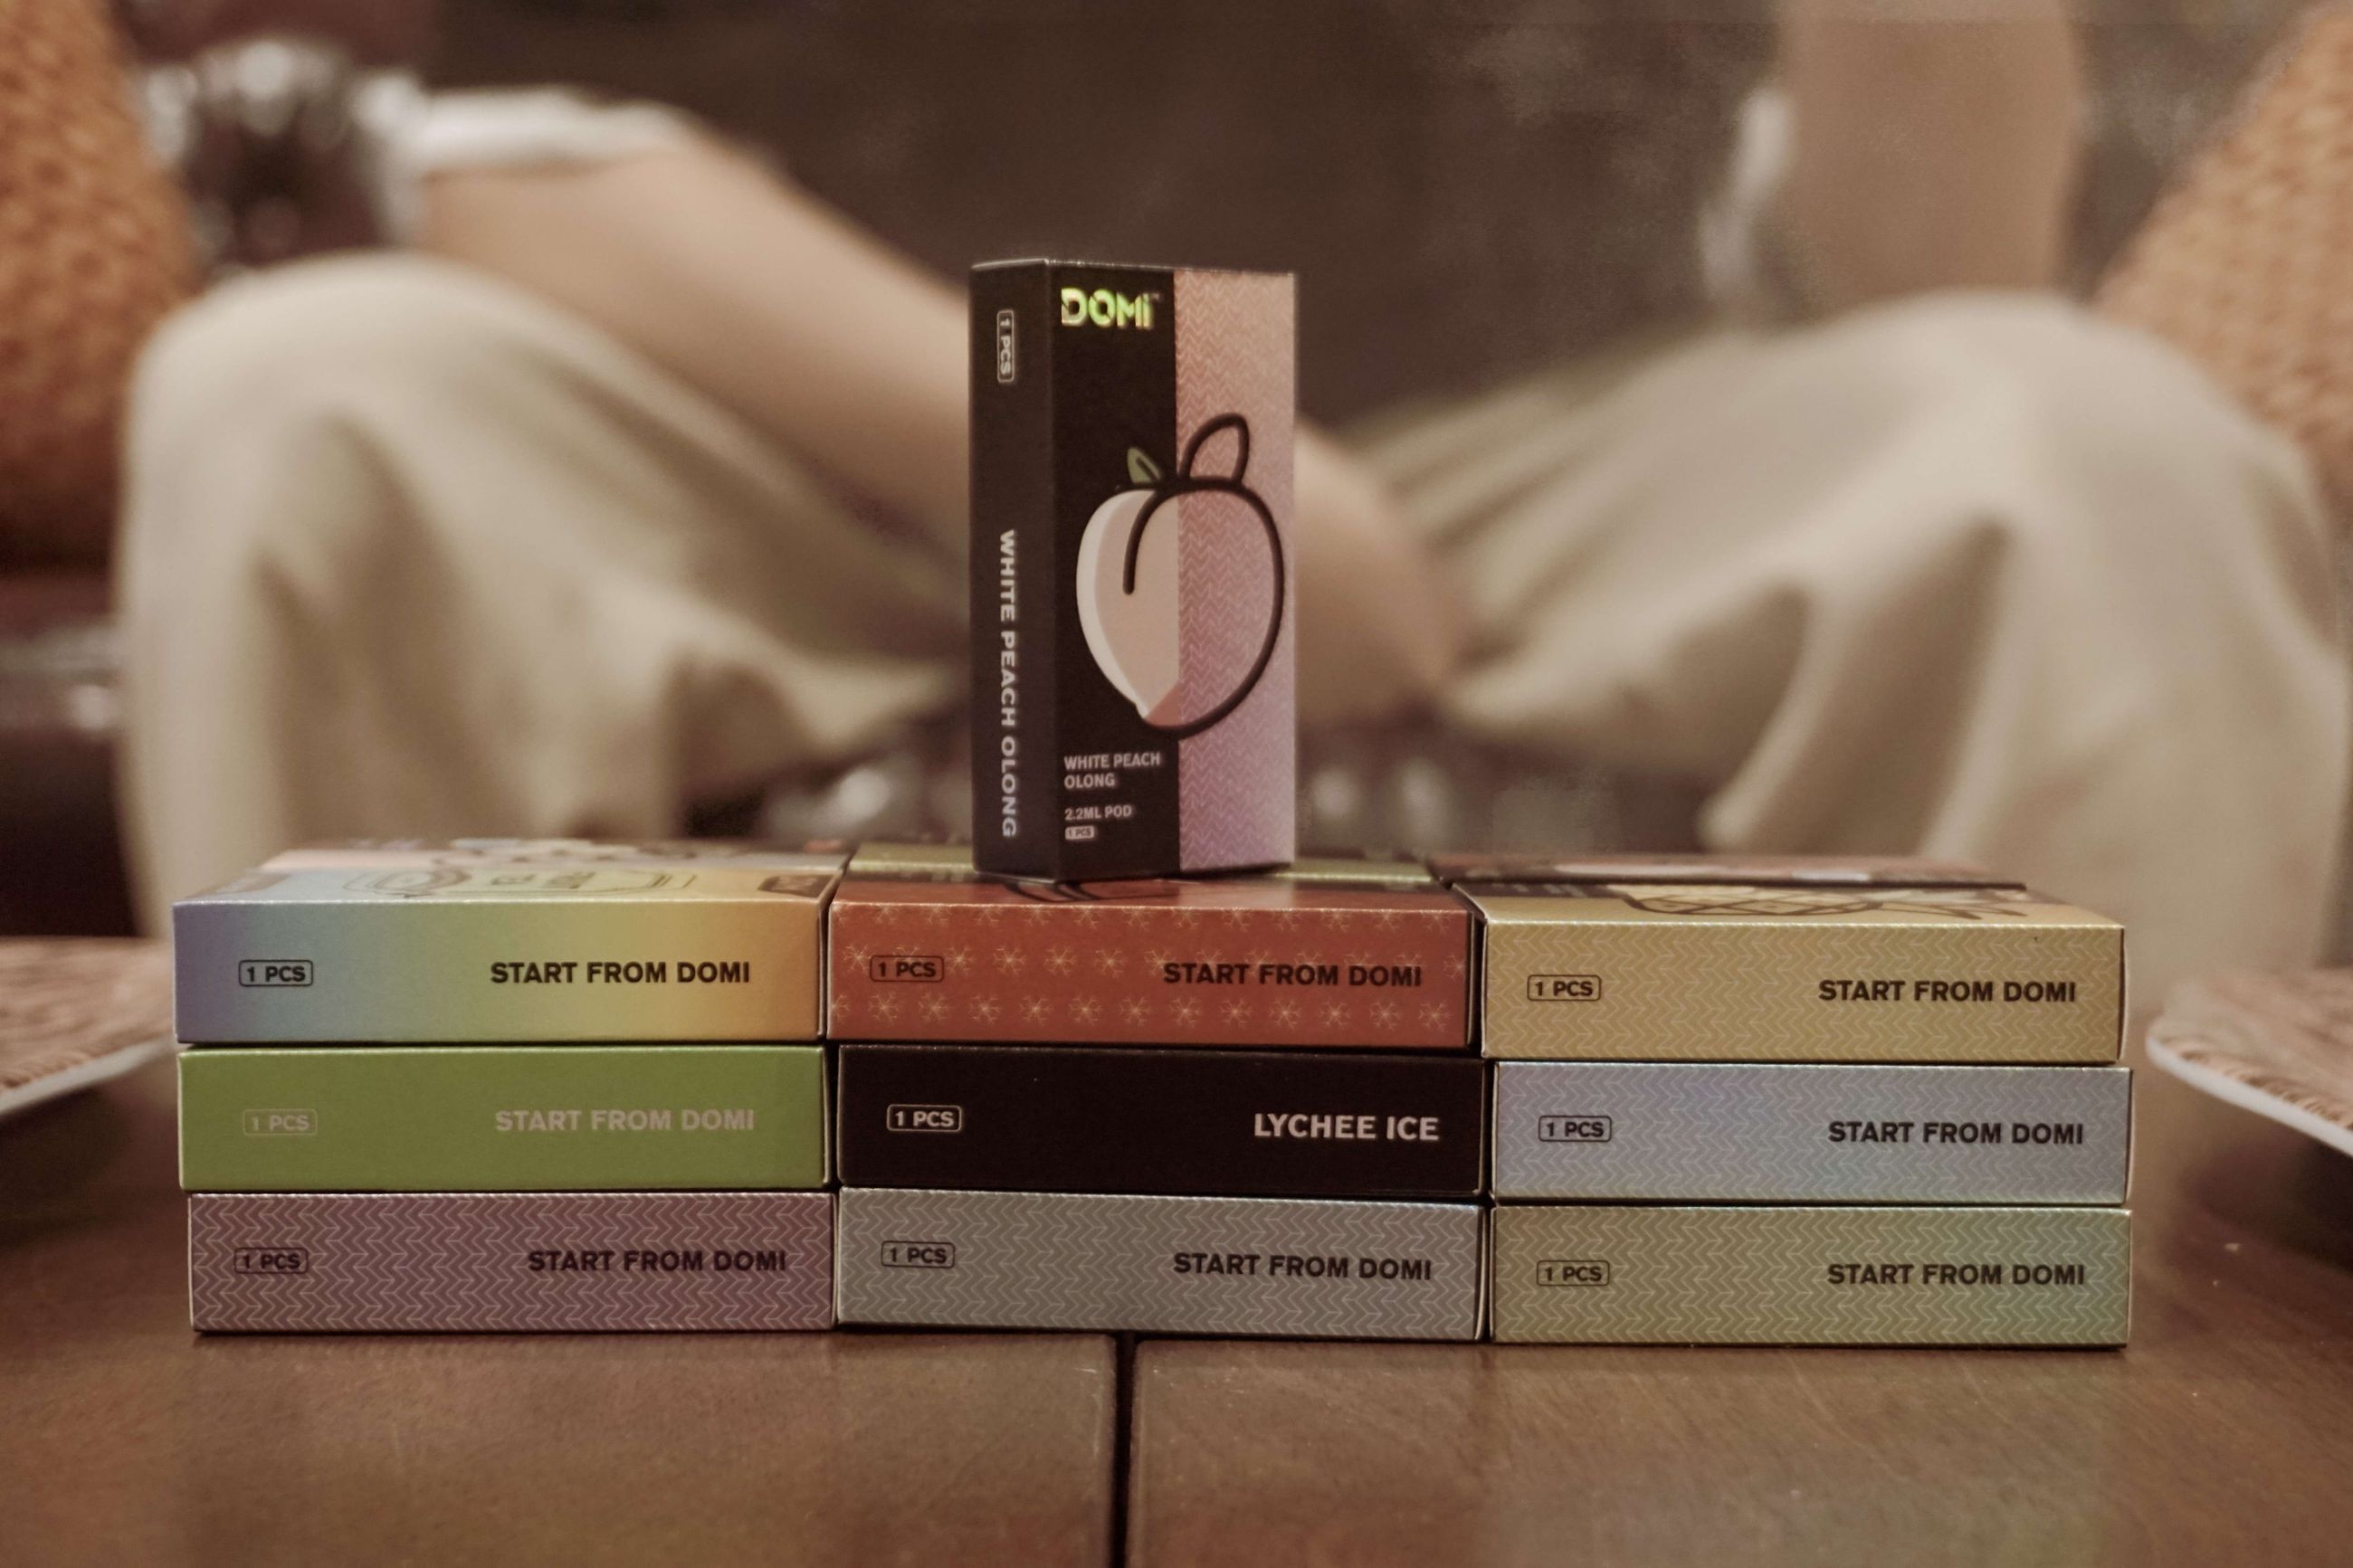 DOMi
1 PCS
WHITE PEACH OLONG
WHITE PEACH
OLONG
2.2ML POD
1 PCS
1 PCS START FROM DOMI
1 PCS START FROM DOMI
1 PCS START FROM DOMI
1 PCS START FROM DOMI
1 PCS LYCHEE ICE
1 PCS START FROM DOMI
1 PCS START FROM DOMI
1 PCS START FROM DOMI
1 PCS START FROM DOMI